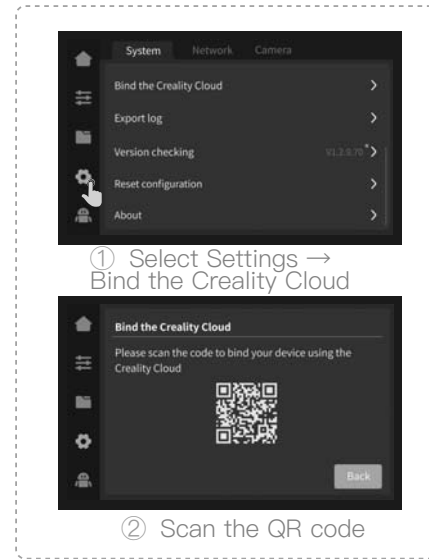 System Network Camera
Bind the Creality Cloud
Export log
Version checking V1.2.0.70
Reset configuration
About
① Select Settings →
Bind the Creality Cloud
Bind the Creality Cloud
Please scan the code to bind your device using the
Creality Cloud
Back
② Scan the QR code